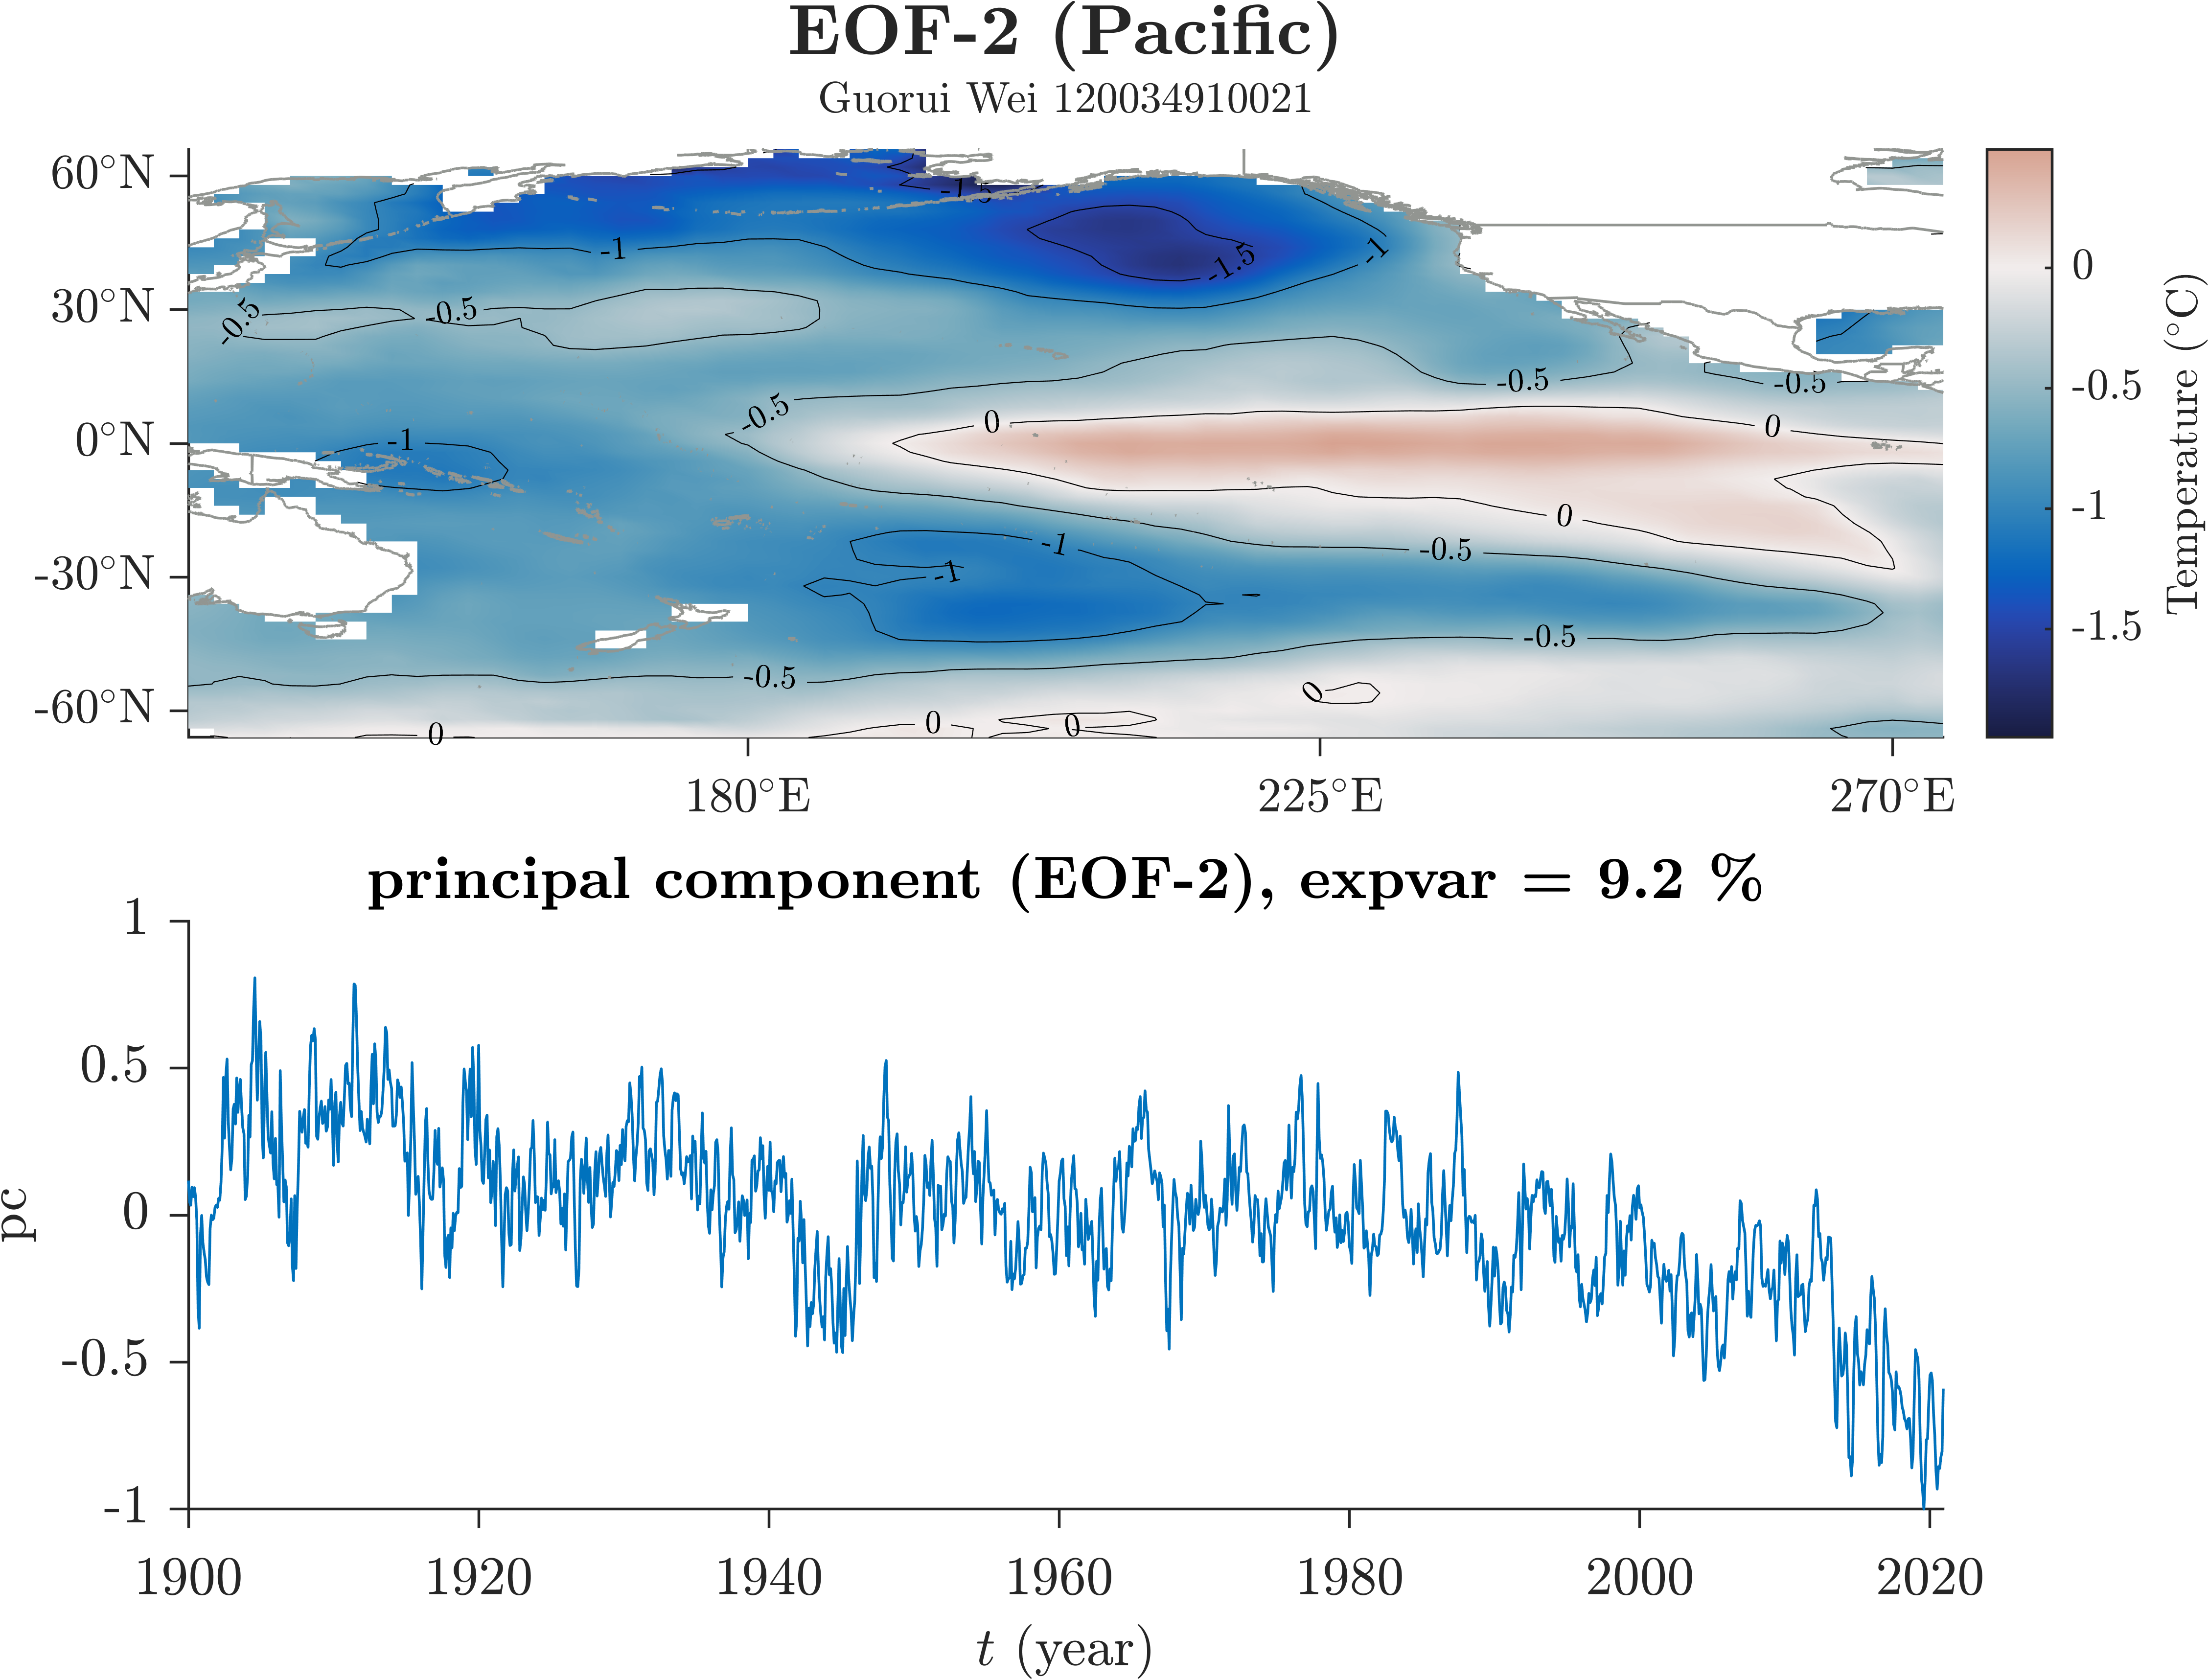 EOF-2 (Pacific)
Guorui Wei 120034910021
60°N
30°N
0°N
-30°N
-60°N
-1.5
-1
-1.5
-1
-0.5
-0.5
-0.5
-0.5
-0.5
0
0
-1
0
-1
-1
-0.5
-0.5
-0.5
0
0
0
0
180°E
225°E
270°E
0
-0.5
-1
-1.5
Temperature (°C)
principal component (EOF-2), expvar = 9.2 %
1
0.5
0
-0.5
-1
pc
1900
1920
1940
1960
1980
2000
2020
t (year)